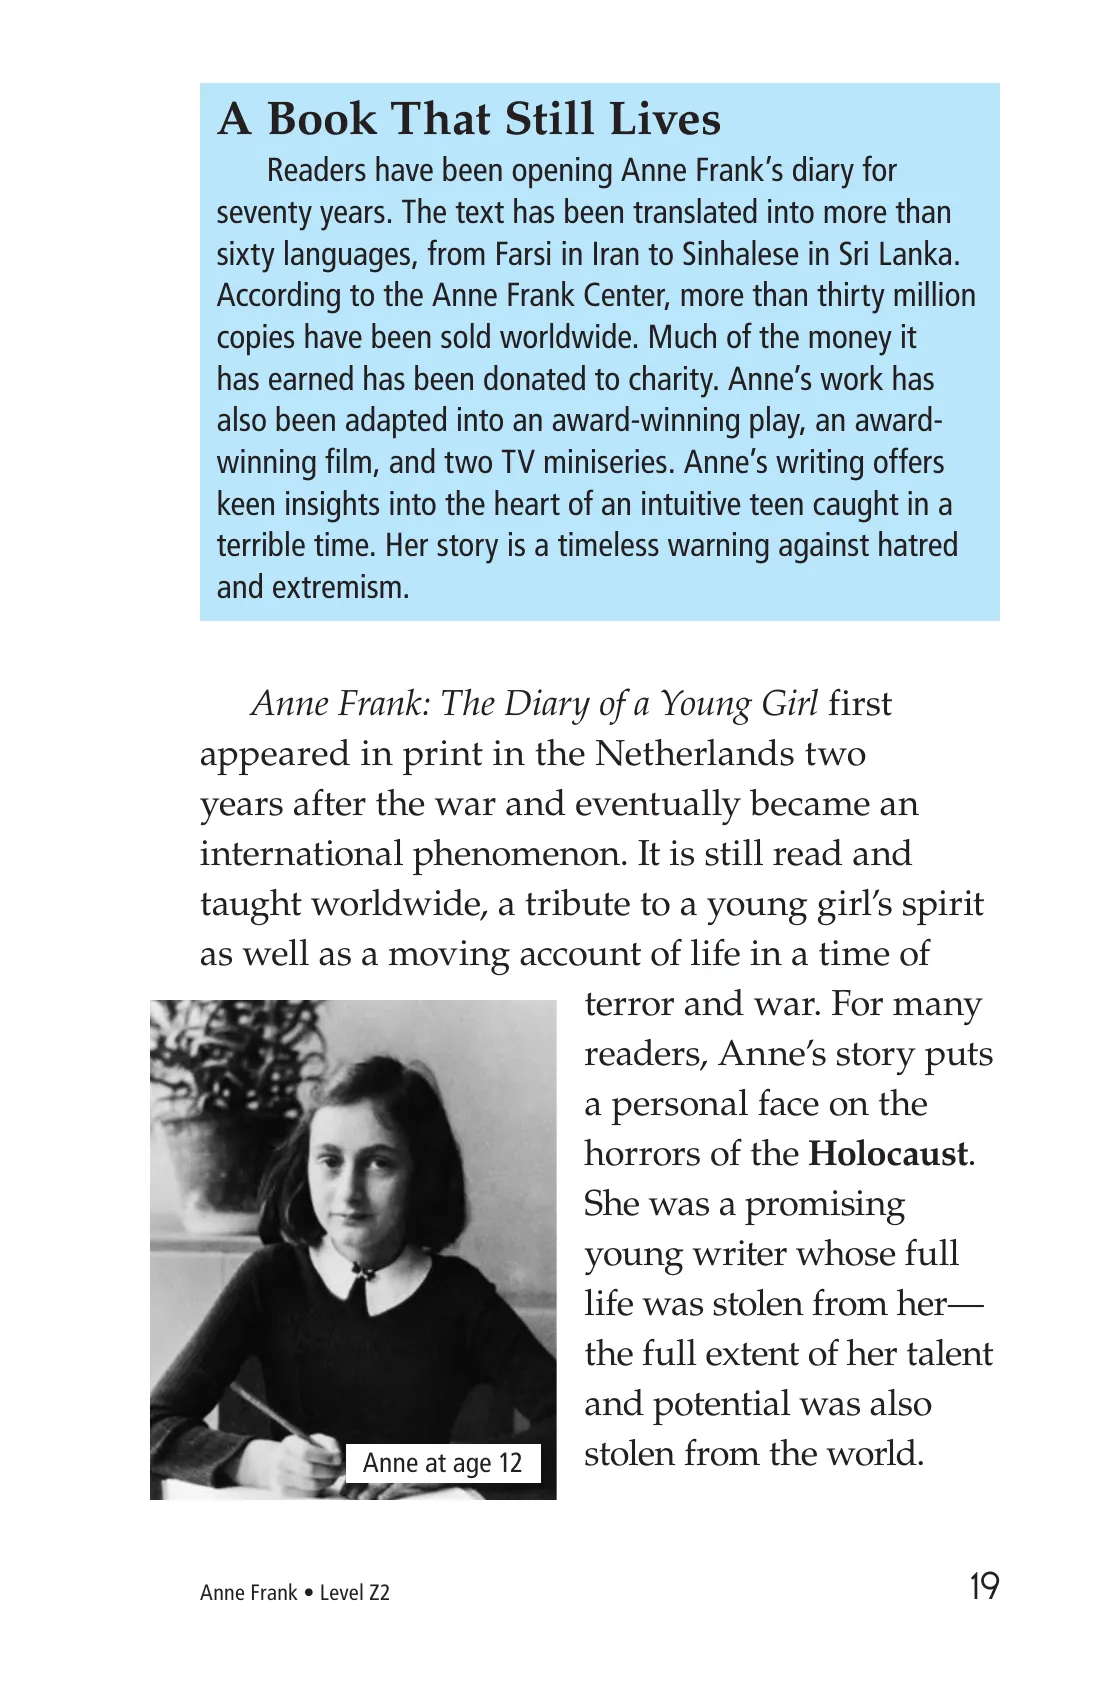 A Book That Still Lives
Readers have been opening Anne Frank’s diary for
seventy years. The text has been translated into more than
sixty languages, from Farsi in Iran to Sinhalese in Sri Lanka.
According to the Anne Frank Center, more than thirty million
copies have been sold worldwide. Much of the money it
has earned has been donated to charity. Anne’s work has
also been adapted into an award-winning play, an award-
winning film, and two TV miniseries. Anne’s writing offers
keen insights into the heart of an intuitive teen caught in a
terrible time. Her story is a timeless warning against hatred
and extremism.
Anne Frank: The Diary of a Young Girl first
appeared in print in the Netherlands two
years after the war and eventually became an
international phenomenon. It is still read and
taught worldwide, a tribute to a young girl’s spirit
as well as a moving account of life in a time of
terror and war. For many
readers, Anne’s story puts
a personal face on the
horrors of the Holocaust.
She was a promising
young writer whose full
life was stolen from her—
the full extent of her talent
and potential was also
stolen from the world.
Anne at age 12
Anne Frank • Level Z2
19